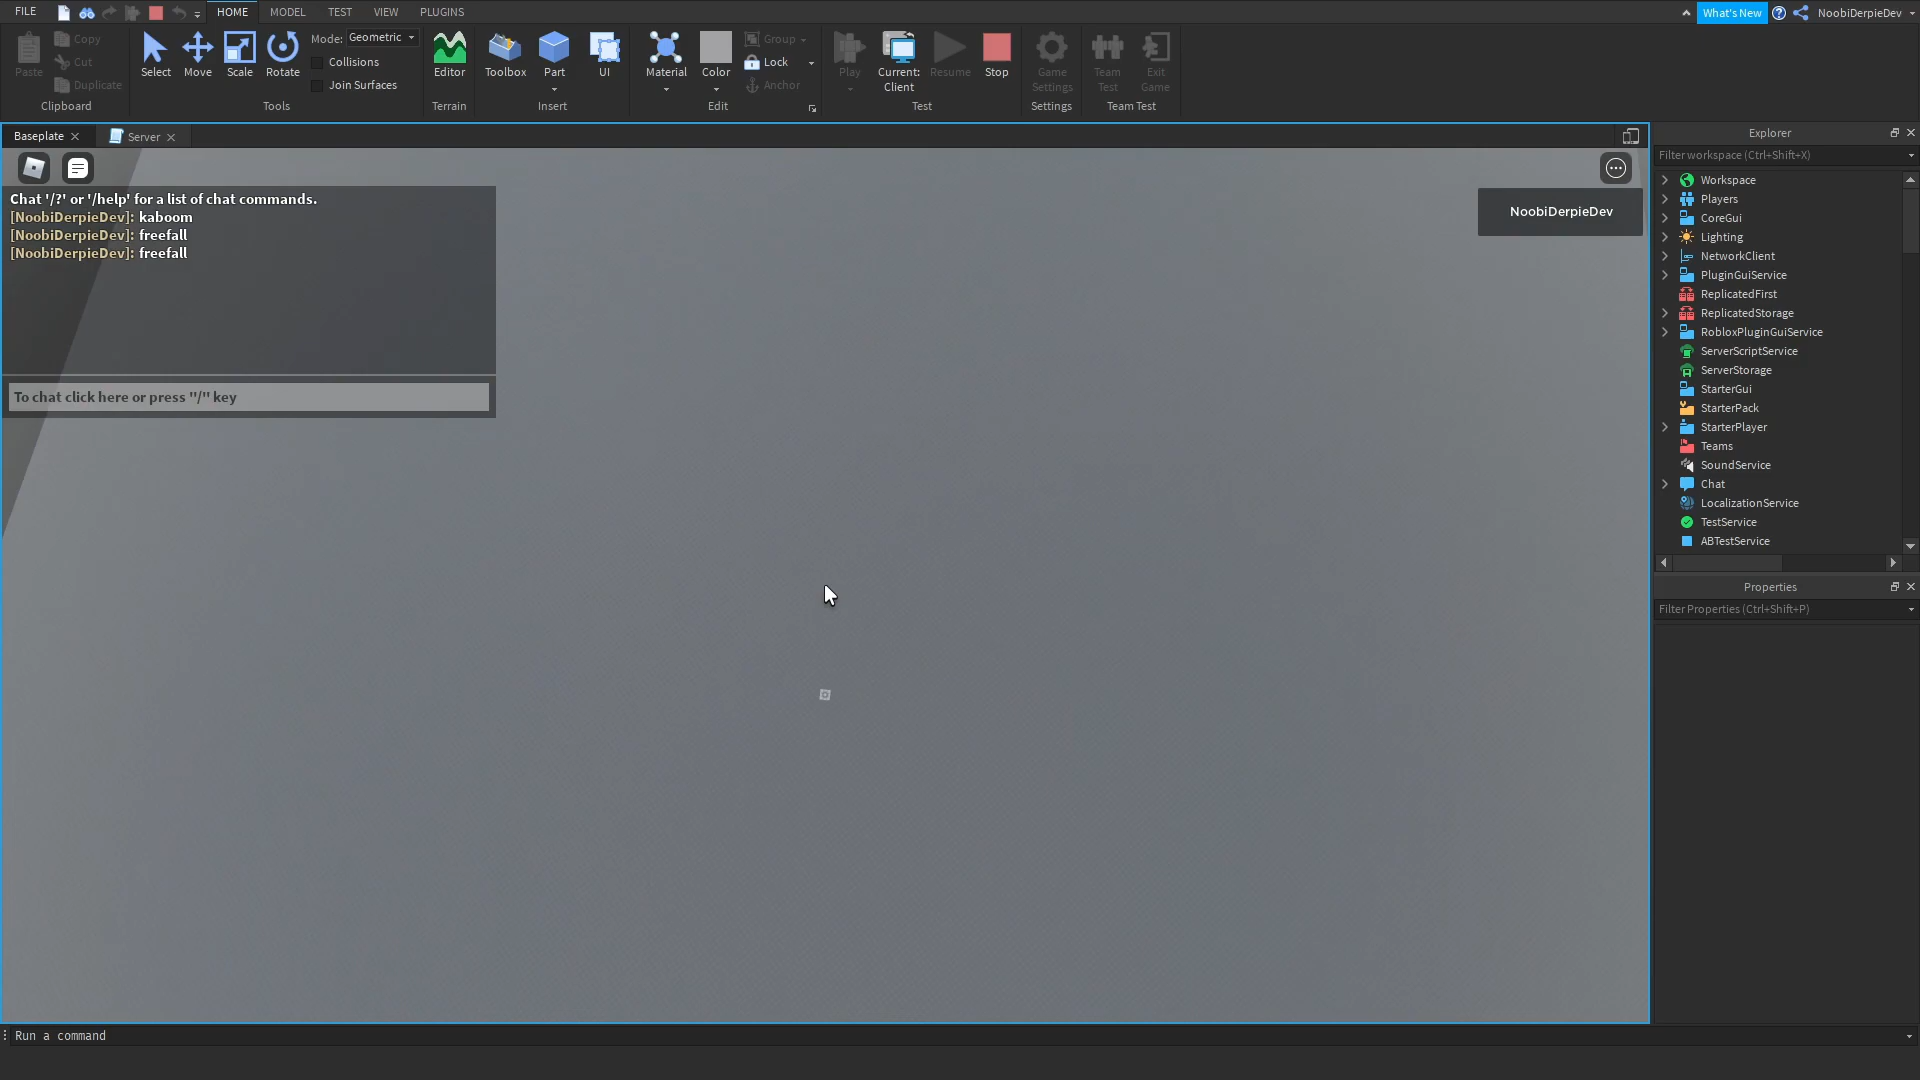 FILE
HOME
MODEL
TEST
VIEW
PLUGINS
What's New
NoobiDerpieDev
Paste
Copy
Cut
Duplicate
Clipboard
Select
Move
Scale
Rotate
Mode: Geometric
Collisions
Join Surfaces
Tools
Editor
Terrain
Toolbox
Part
UI
Insert
Material
Color
Group
Lock
Anchor
Edit
Play
Current:
Client
Resume
Stop
Test
Game
Settings
Settings
Team
Test
Exit
Game
Team Test
Baseplate
Server
Chat '/?' or '/help' for a list of chat commands.
[NoobiDerpieDev]: kaboom
[NoobiDerpieDev]: freefall
[NoobiDerpieDev]: freefall
To chat click here or press "/" key
NoobiDerpieDev
Explorer
Filter workspace (Ctrl+Shift+X)
Workspace
Players
CoreGui
Lighting
NetworkClient
PluginGuiService
ReplicatedFirst
ReplicatedStorage
RobloxPluginGuiService
ServerScriptService
ServerStorage
StarterGui
StarterPack
StarterPlayer
Teams
SoundService
Chat
LocalizationService
TestService
ABTestService
Properties
Filter Properties (Ctrl+Shift+P)
Run a command